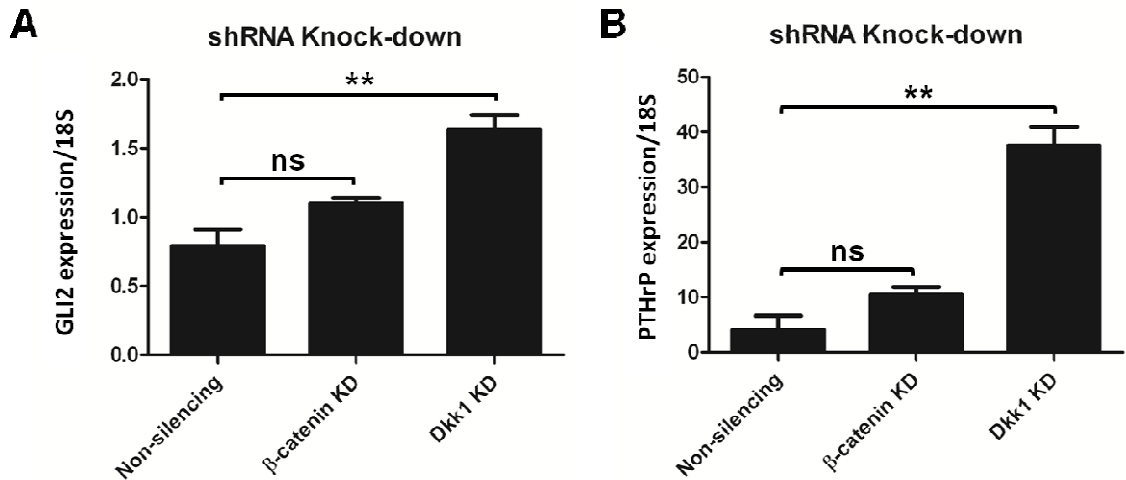 A
shRNA Knock-down
GLI2 expression/18S
2.0
1.5
1.0
0.5
0.0
**
ns
Non-silencing
β-catenin KD
Dkk1 KD
B
shRNA Knock-down
PTHrP expression/18S
50
40
30
20
10
0
**
ns
Non-silencing
β-catenin KD
Dkk1 KD